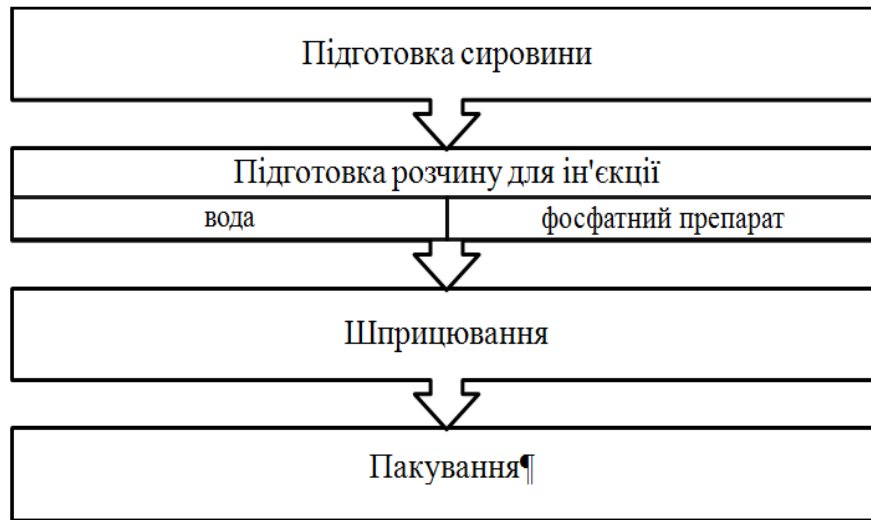 Підготовка сировини
Підготовка розчину для ін'єкції
вода
фосфатний препарат
Шприцювання
Пакування¶